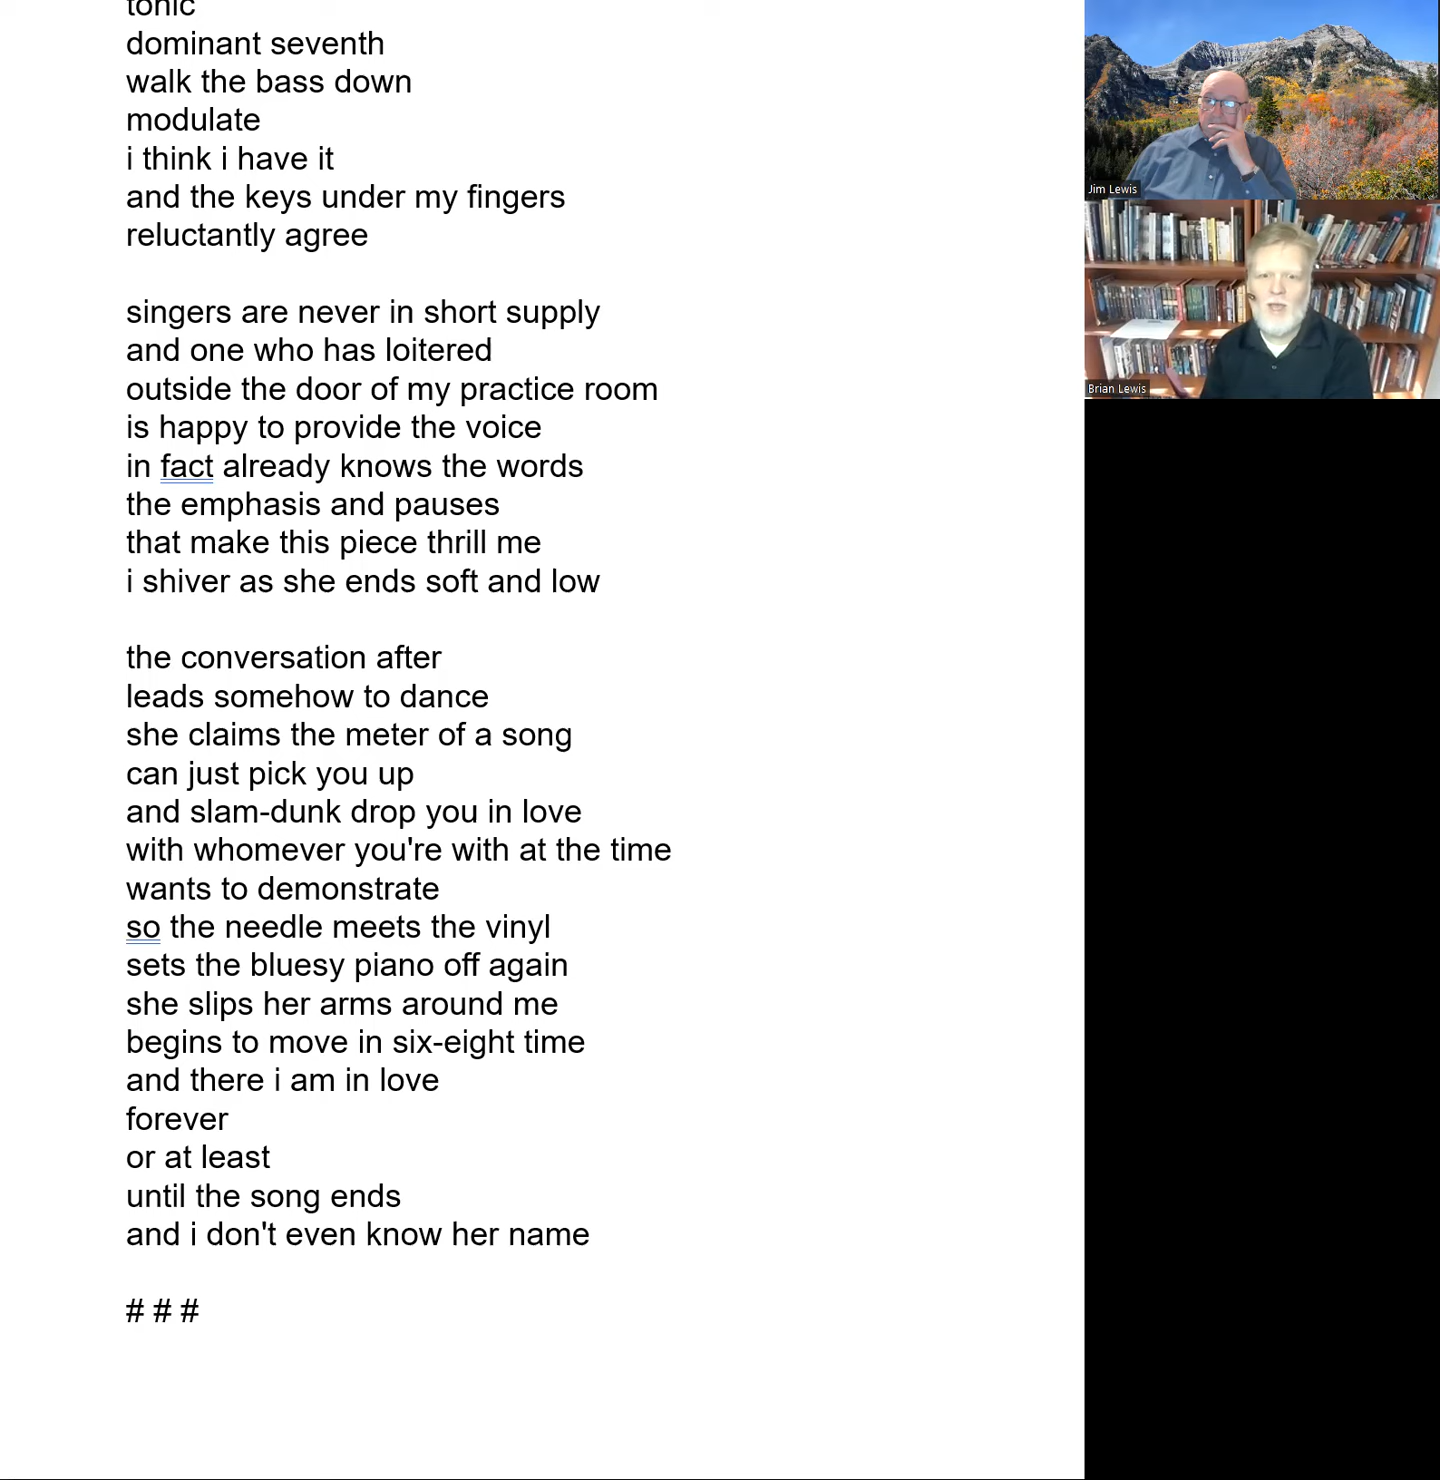 tonic
dominant seventh
walk the bass down
modulate
i think i have it
and the keys under my fingers
reluctantly agree
singers are never in short supply
and one who has loitered
outside the door of my practice room
is happy to provide the voice
in fact already knows the words
the emphasis and pauses
that make this piece thrill me
i shiver as she ends soft and low
the conversation after
leads somehow to dance
she claims the meter of a song
can just pick you up
and slam-dunk drop you in love
with whomever you're with at the time
wants to demonstrate
so the needle meets the vinyl
sets the bluesy piano off again
she slips her arms around me
begins to move in six-eight time
and there i am in love
forever
or at least
until the song ends
and i don't even know her name
# # #
Jim Lewis
Brian Lewis